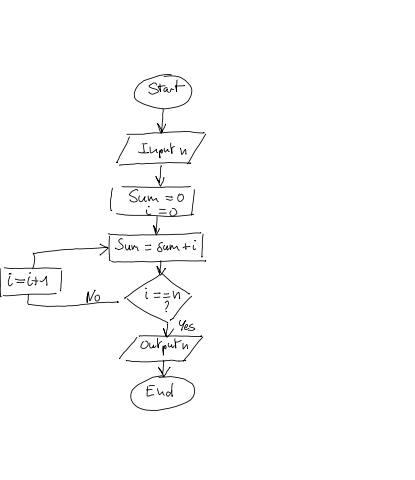 Start
Input n
Sum = 0
i = 0
Sum = sum + i
i = i+1
No
i == n
?
Yes
Output n
End